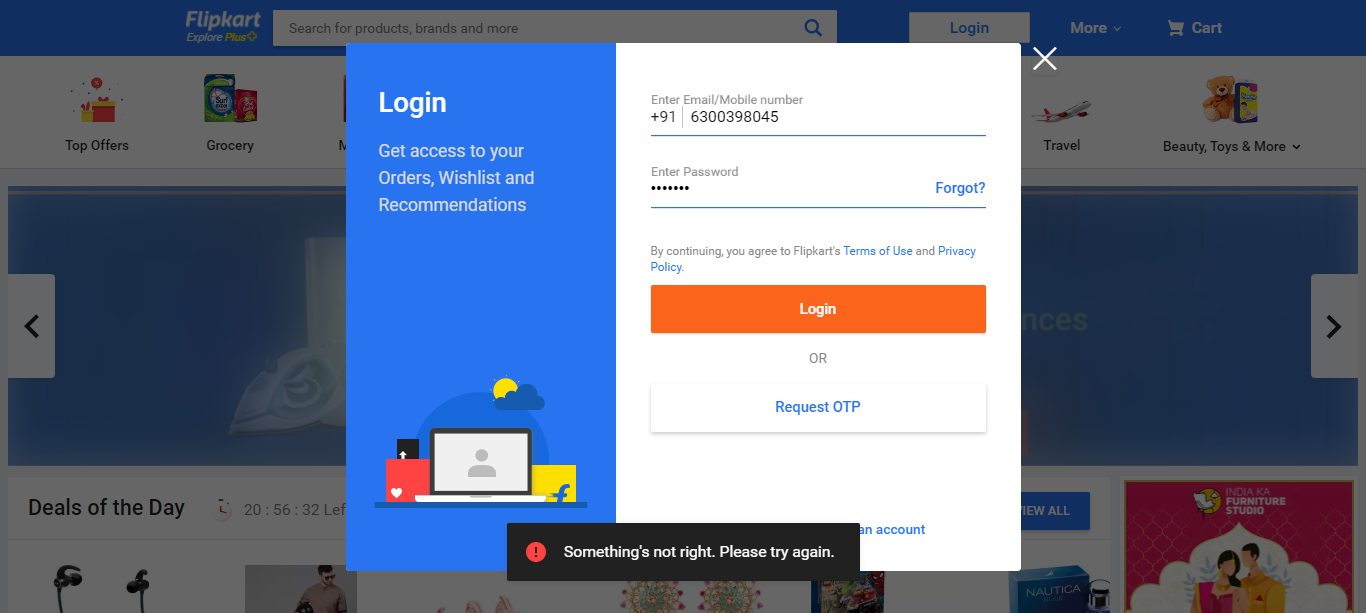 Flipkart
Explore Plus
Search for products, brands and more
Login
More
Cart
Top Offers
Grocery
M
Travel
Beauty, Toys & More
Login
Get access to your
Orders, Wishlist and
Recommendations
Enter Email/Mobile number
+91 6300398045
Enter Password
•••••••
Forgot?
By continuing, you agree to Flipkart's Terms of Use and Privacy
Policy.
Login
OR
Request OTP
an account
Something's not right. Please try again.
nces
Deals of the Day
20 : 56 : 32 Lef
IEW ALL
INDIA KA
FURNITURE
STUDIO
NAUTICA